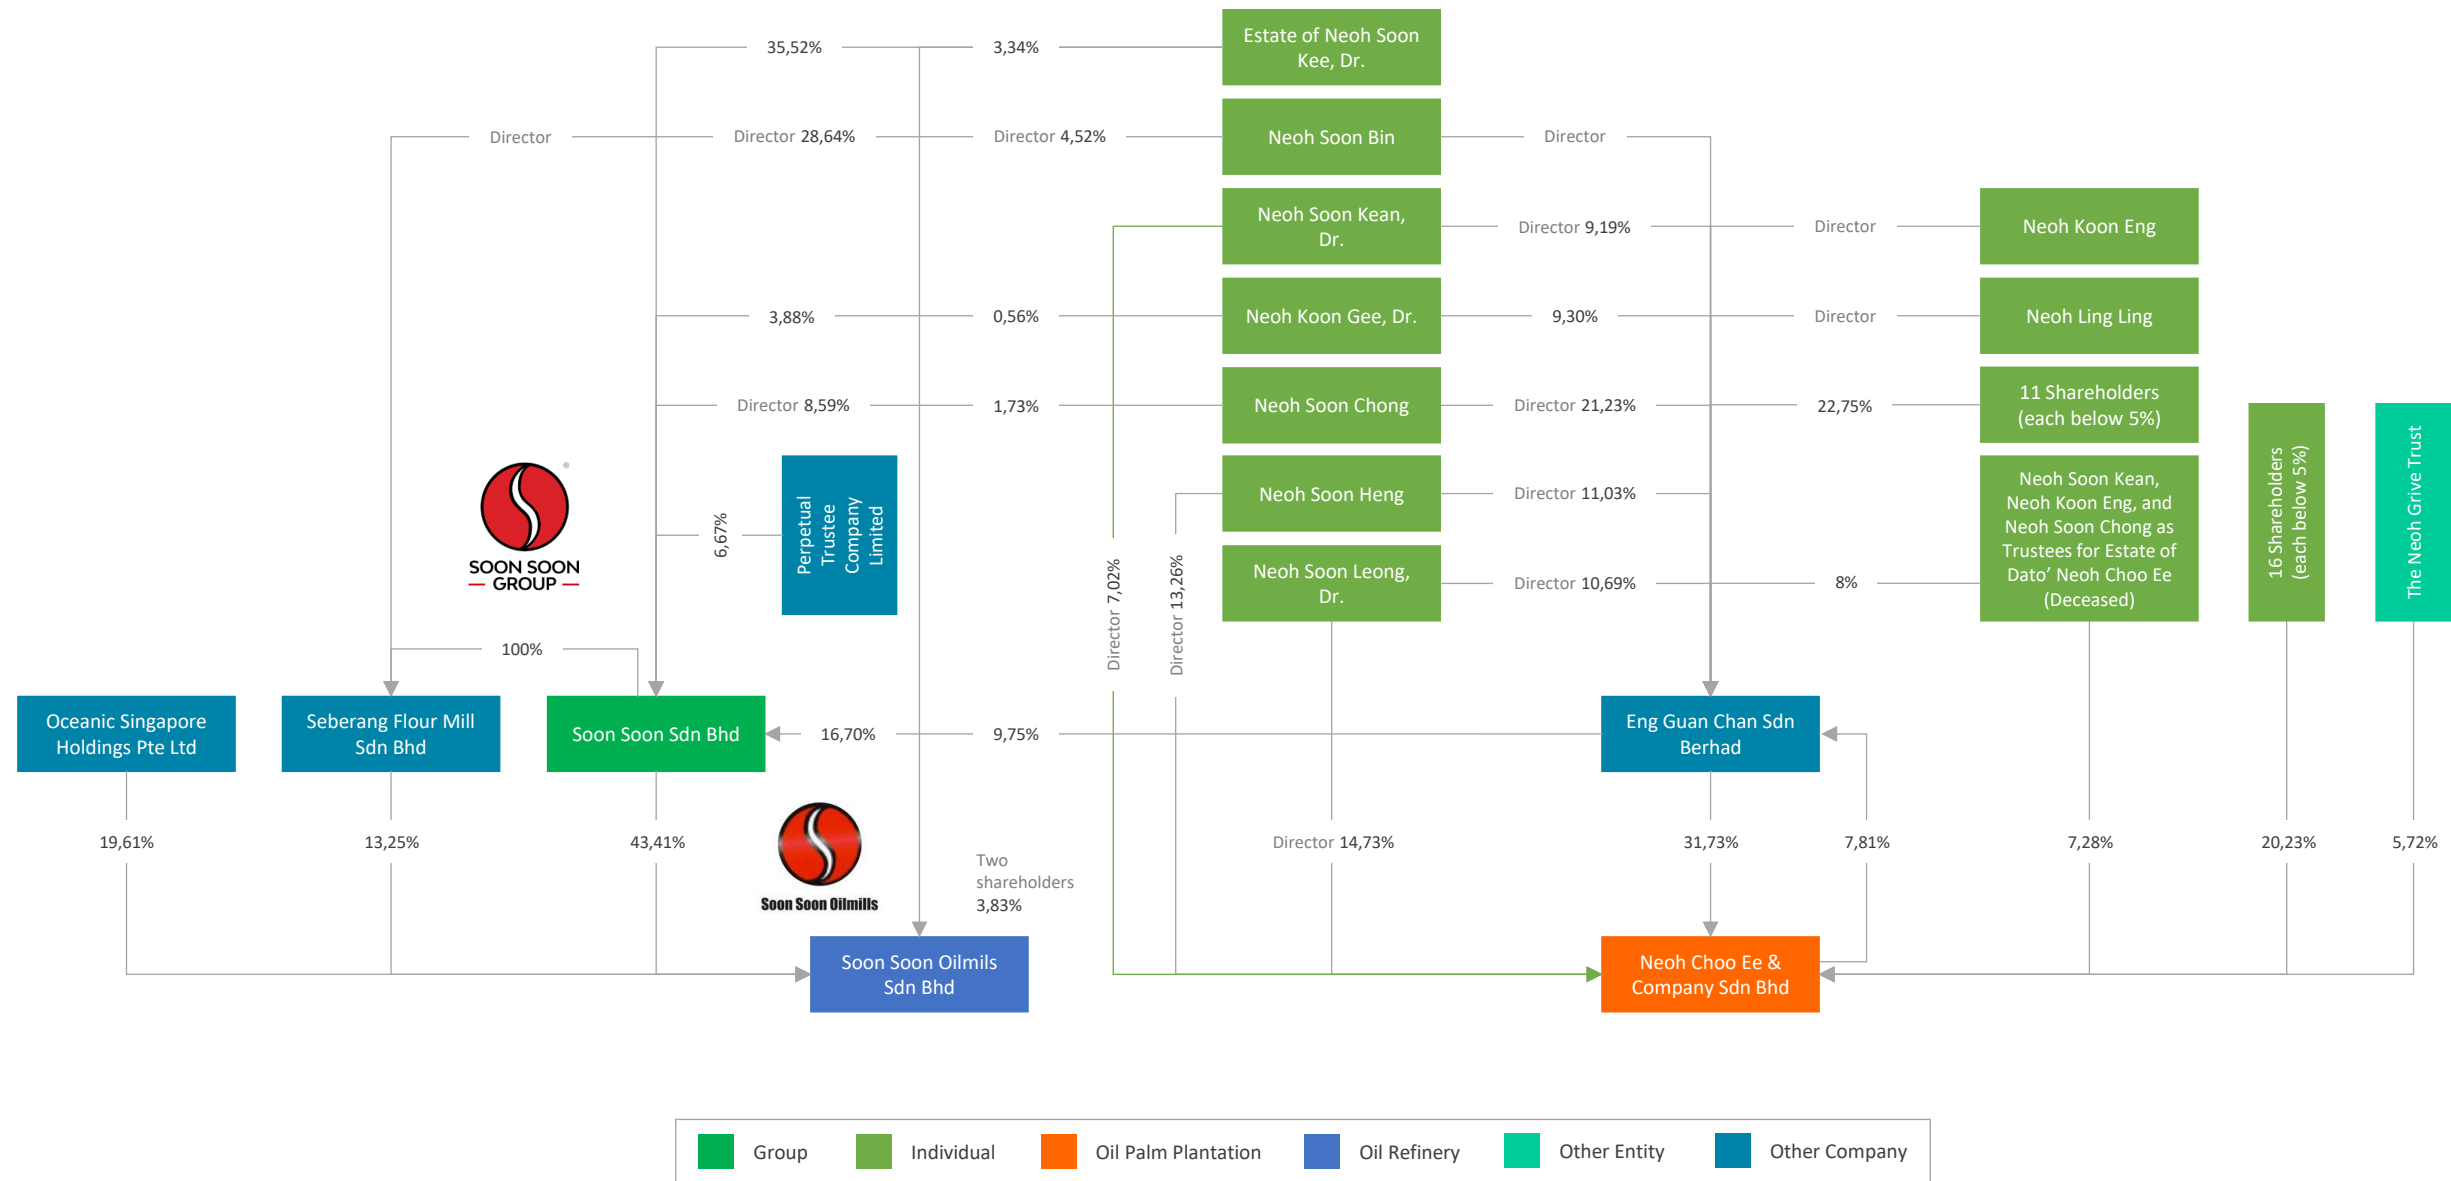 35,52%
3,34%
Estate of Neoh Soon
Kee, Dr.
Director
Director 28,64%
Director 4,52%
Neoh Soon Bin
Director
Neoh Soon Kean,
Dr.
Director 9,19%
Director
Neoh Koon Eng
3,88%
0,56%
Neoh Koon Gee, Dr.
9,30%
Director
Neoh Ling Ling
Director 8,59%
1,73%
Neoh Soon Chong
Director 21,23%
22,75%
11 Shareholders
(each below 5%)
16 Shareholders
(each below 5%)
The Neoh Grive Trust
®
SOON SOON
GROUP
6,67%
Perpetual
Trustee
Company
Limited
Neoh Soon Heng
Director 11,03%
Neoh Soon Kean,
Neoh Koon Eng, and
Neoh Soon Chong as
Trustees for Estate of
Dato’ Neoh Choo Ee
(Deceased)
Director 7,02%
Director 13,26%
Neoh Soon Leong,
Dr.
Director 10,69%
8%
100%
Oceanic Singapore
Holdings Pte Ltd
Seberang Flour Mill
Sdn Bhd
Soon Soon Sdn Bhd
16,70%
9,75%
Eng Guan Chan Sdn
Berhad
19,61%
13,25%
43,41%
Soon Soon Oilmills
Two
shareholders
3,83%
Director 14,73%
31,73%
7,81%
7,28%
20,23%
5,72%
Soon Soon Oilmils
Sdn Bhd
Neoh Choo Ee &
Company Sdn Bhd
Group
Individual
Oil Palm Plantation
Oil Refinery
Other Entity
Other Company